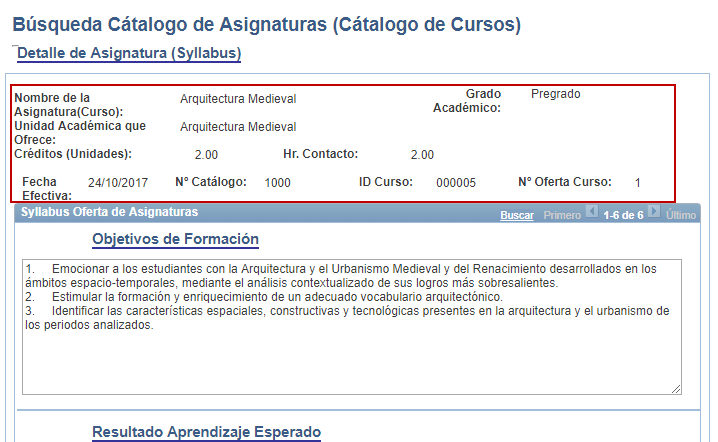 Búsqueda Cátalogo de Asignaturas (Cátalogo de Cursos)
Detalle de Asignatura (Syllabus)
Nombre de la Asignatura(Curso): Arquitectura Medieval Grado Académico: Pregrado
Unidad Académica que Ofrece: Arquitectura Medieval
Créditos (Unidades): 2.00 Hr. Contacto: 2.00
Fecha Efectiva: 24/10/2017 Nº Catálogo: 1000 ID Curso: 000005 Nº Oferta Curso: 1
Syllabus Oferta de Asignaturas Buscar Primero 1-6 de 6 Último
Objetivos de Formación
1. Emocionar a los estudiantes con la Arquitectura y el Urbanismo Medieval y del Renacimiento desarrollados en los
ámbitos espacio-temporales, mediante el análisis contextualizado de sus logros más sobresalientes.
2. Estimular la formación y enriquecimiento de un adecuado vocabulario arquitectónico.
3. Identificar las características espaciales, constructivas y tecnológicas presentes en la arquitectura y el urbanismo de
los periodos analizados.
Resultado Aprendizaje Esperado